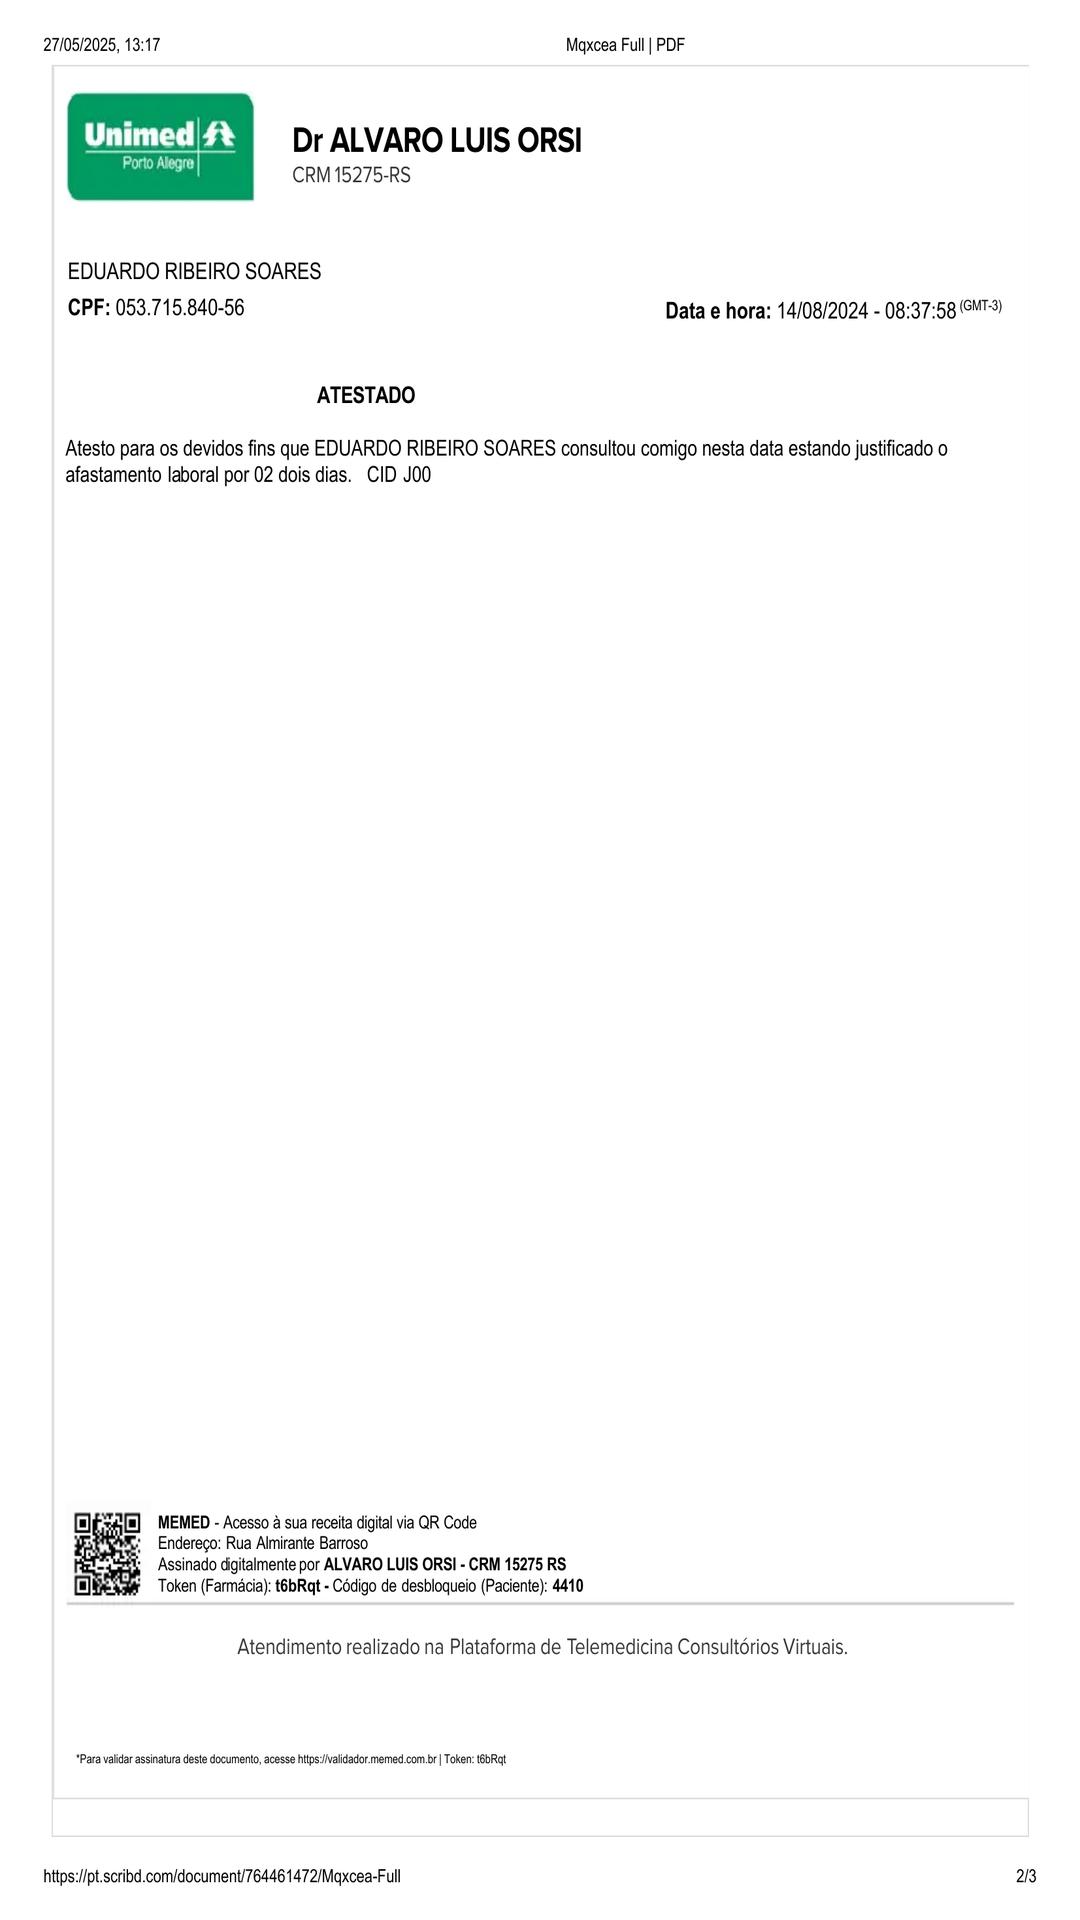 27/05/2025, 13:17 Mqxcea Full | PDF
Unimed
Porto Alegre
Dr ALVARO LUIS ORSI
CRM 15275-RS
EDUARDO RIBEIRO SOARES
CPF: 053.715.840-56
Data e hora: 14/08/2024 - 08:37:58 (GMT-3)
ATESTADO
Atesto para os devidos fins que EDUARDO RIBEIRO SOARES consultou comigo nesta data estando justificado o
afastamento laboral por 02 dois dias. CID J00
MEMED - Acesso à sua receita digital via QR Code
Endereço: Rua Almirante Barroso
Assinado digitalmente por ALVARO LUIS ORSI - CRM 15275 RS
Token (Farmácia): t6bRqt - Código de desbloqueio (Paciente): 4410
Atendimento realizado na Plataforma de Telemedicina Consultórios Virtuais.
*Para validar assinatura deste documento, acesse https://validador.memed.com.br | Token: t6bRqt
https://pt.scribd.com/document/764461472/Mqxcea-Full 2/3